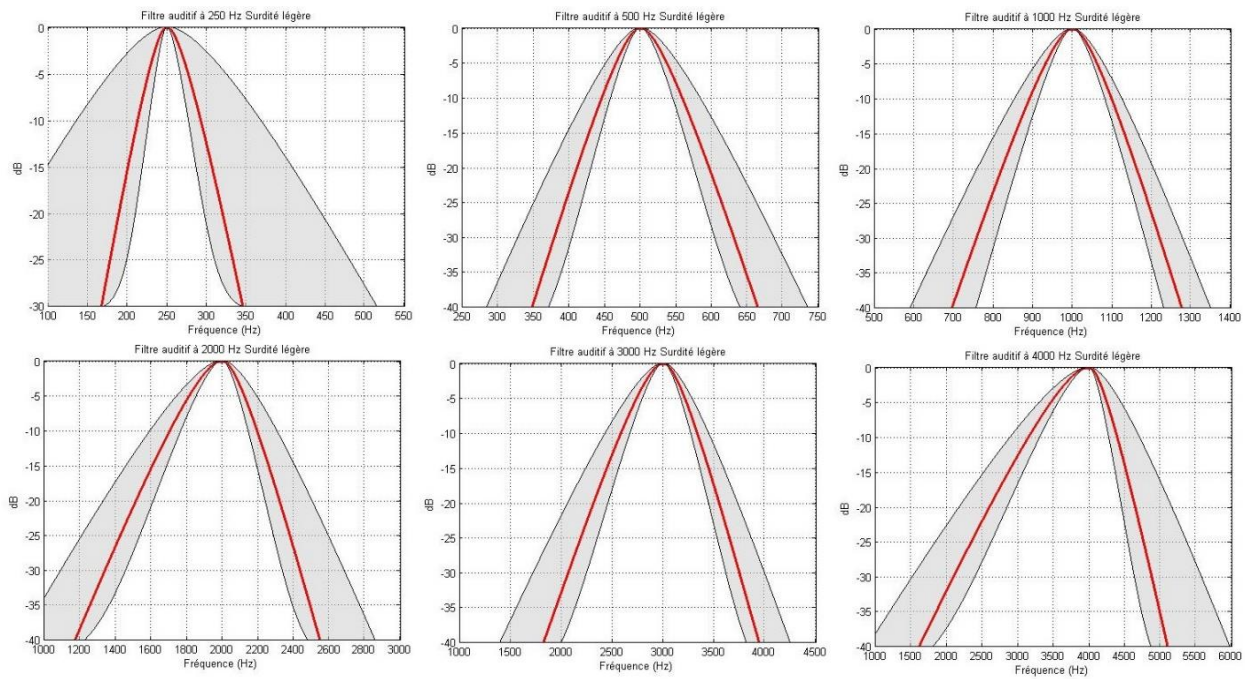 Filtre auditif à 250 Hz Surdité légère
0
-5
-10
-15
-20
-25
-30
dB
100 150 200 250 300 350 400 450 500 550
Fréquence (Hz)
Filtre auditif à 500 Hz Surdité légère
0
-5
-10
-15
-20
-25
-30
-35
-40
dB
250 300 350 400 450 500 550 600 650 700 750
Fréquence (Hz)
Filtre auditif à 1000 Hz Surdité légère
0
-5
-10
-15
-20
-25
-30
-35
-40
dB
500 600 700 800 900 1000 1100 1200 1300 1400
Fréquence (Hz)
Filtre auditif à 2000 Hz Surdité légère
0
-5
-10
-15
-20
-25
-30
-35
-40
dB
1000 1200 1400 1600 1800 2000 2200 2400 2600 2800 3000
Fréquence (Hz)
Filtre auditif à 3000 Hz Surdité légère
0
-5
-10
-15
-20
-25
-30
-35
-40
dB
1000 1500 2000 2500 3000 3500 4000 4500
Fréquence (Hz)
Filtre auditif à 4000 Hz Surdité légère
0
-5
-10
-15
-20
-25
-30
-35
-40
dB
1000 1500 2000 2500 3000 3500 4000 4500 5000 5500 6000
Fréquence (Hz)